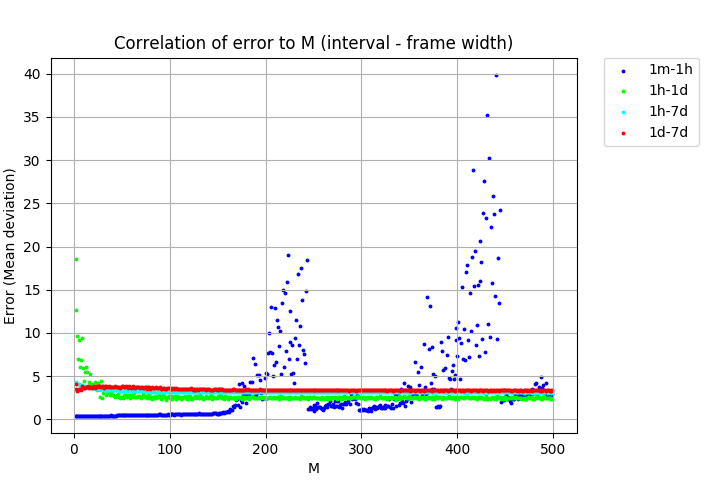 Correlation of error to M (interval - frame width)
1m-1h
1h-1d
1h-7d
1d-7d
Error (Mean deviation)
40
35
30
25
20
15
10
5
0
0 100 200 300 400 500
M